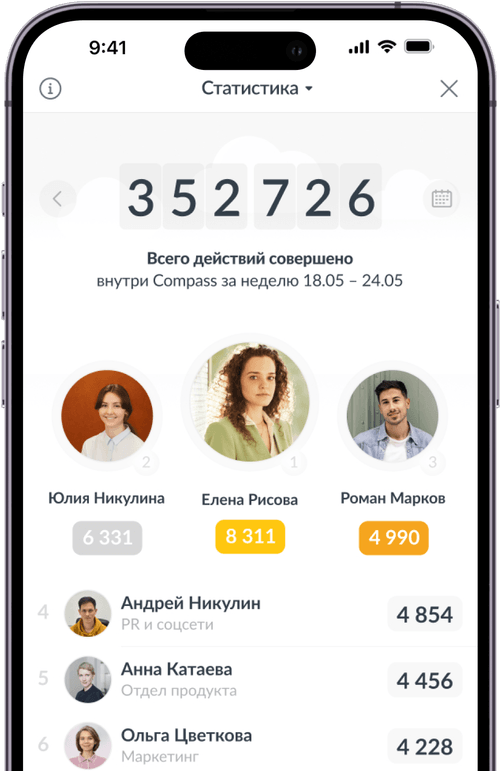 9:41
Статистика
352 726
Всего действий совершено
внутри Compass за неделю 18.05 – 24.05
2
1
3
Юлия Никулина
Елена Рисова
Роман Марков
6 331
8 311
4 990
4
Андрей Никулин
PR и соцсети
4 854
5
Анна Катаева
Отдел продукта
4 456
6
Ольга Цветкова
Маркетинг
4 228